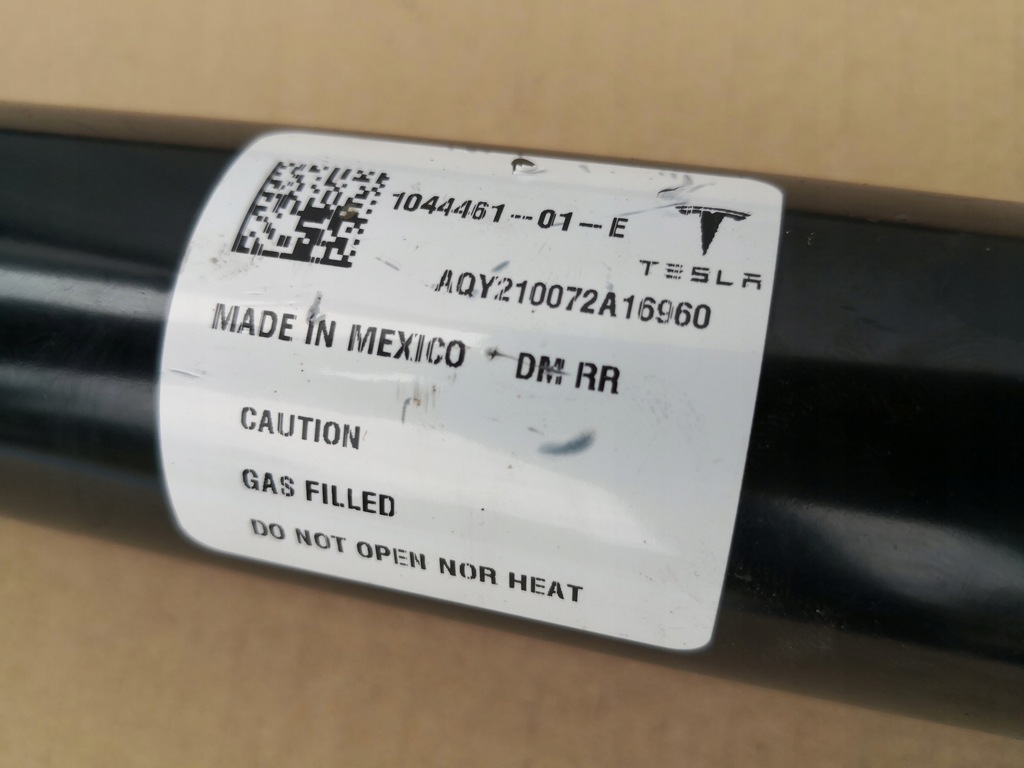 1044461-01-E
TESLA
AQY210072A16960
MADE IN MEXICO DM RR
CAUTION
GAS FILLED
DO NOT OPEN NOR HEAT